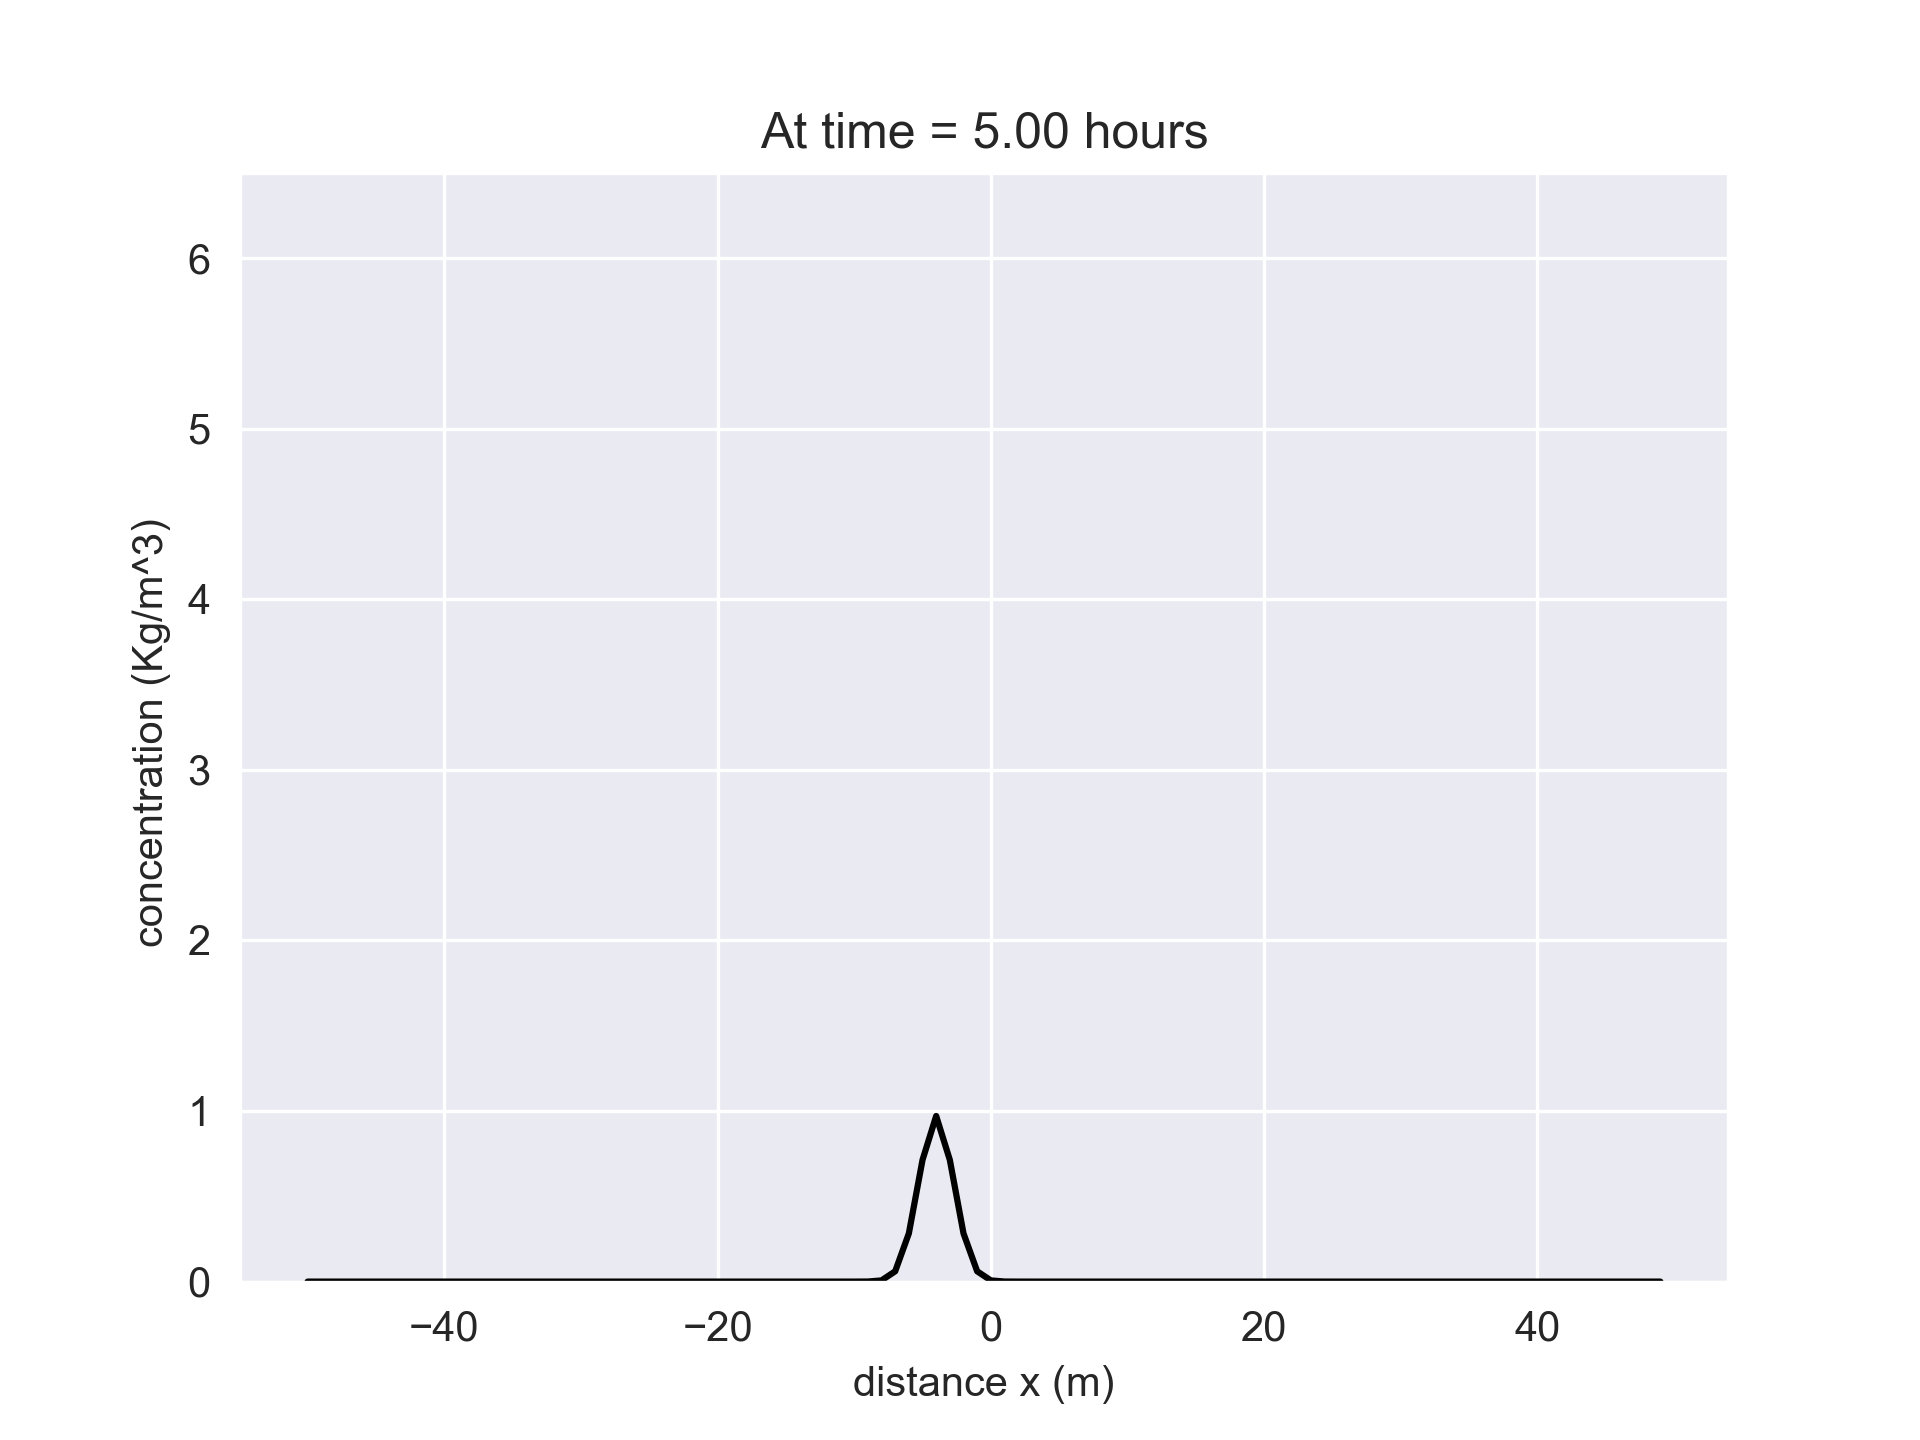 At time = 5.00 hours
concentration (Kg/m^3)
6
5
4
3
2
1
0
−40 −20 0 20 40
distance x (m)